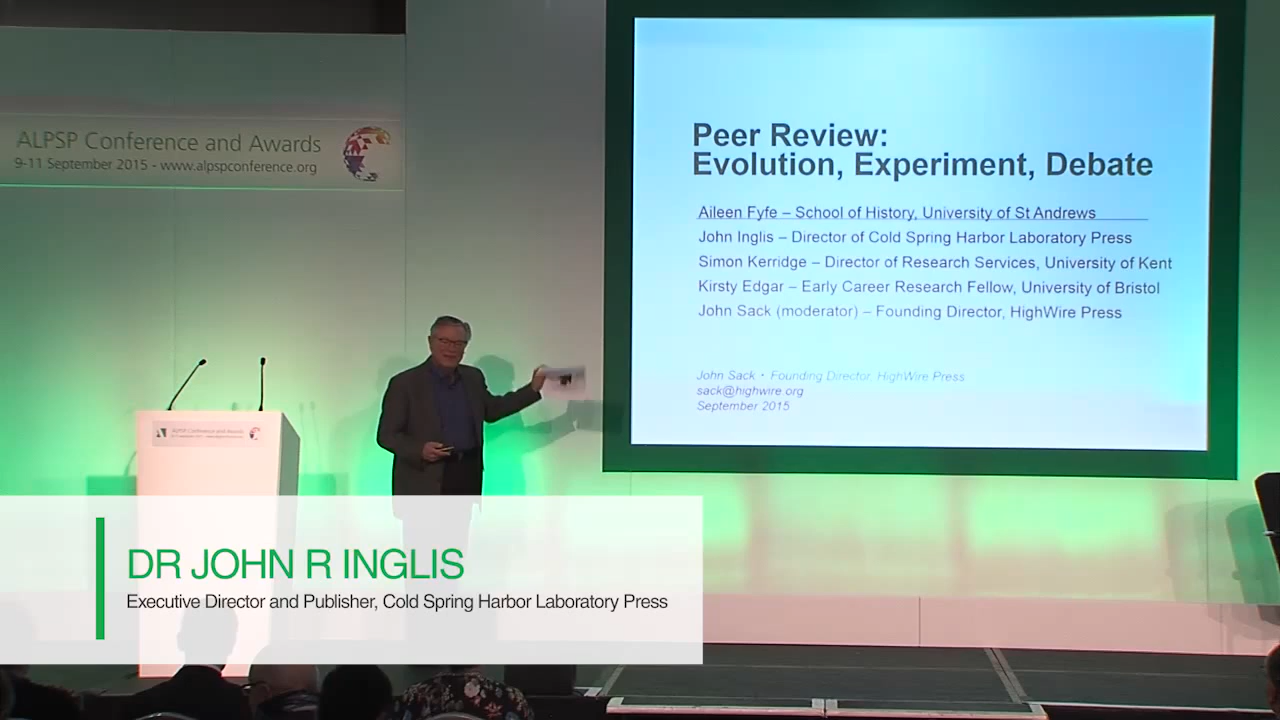 ALPSP Conference and Awards
9-11 September 2015 - www.alpspconference.org
Peer Review:
Evolution, Experiment, Debate
Aileen Fyfe – School of History, University of St Andrews
John Inglis – Director of Cold Spring Harbor Laboratory Press
Simon Kerridge – Director of Research Services, University of Kent
Kirsty Edgar – Early Career Research Fellow, University of Bristol
John Sack (moderator) – Founding Director, HighWire Press
John Sack • Founding Director, HighWire Press
sack@highwire.org
September 2015
ALPSP Conference and Awards
DR JOHN R INGLIS
Executive Director and Publisher, Cold Spring Harbor Laboratory Press